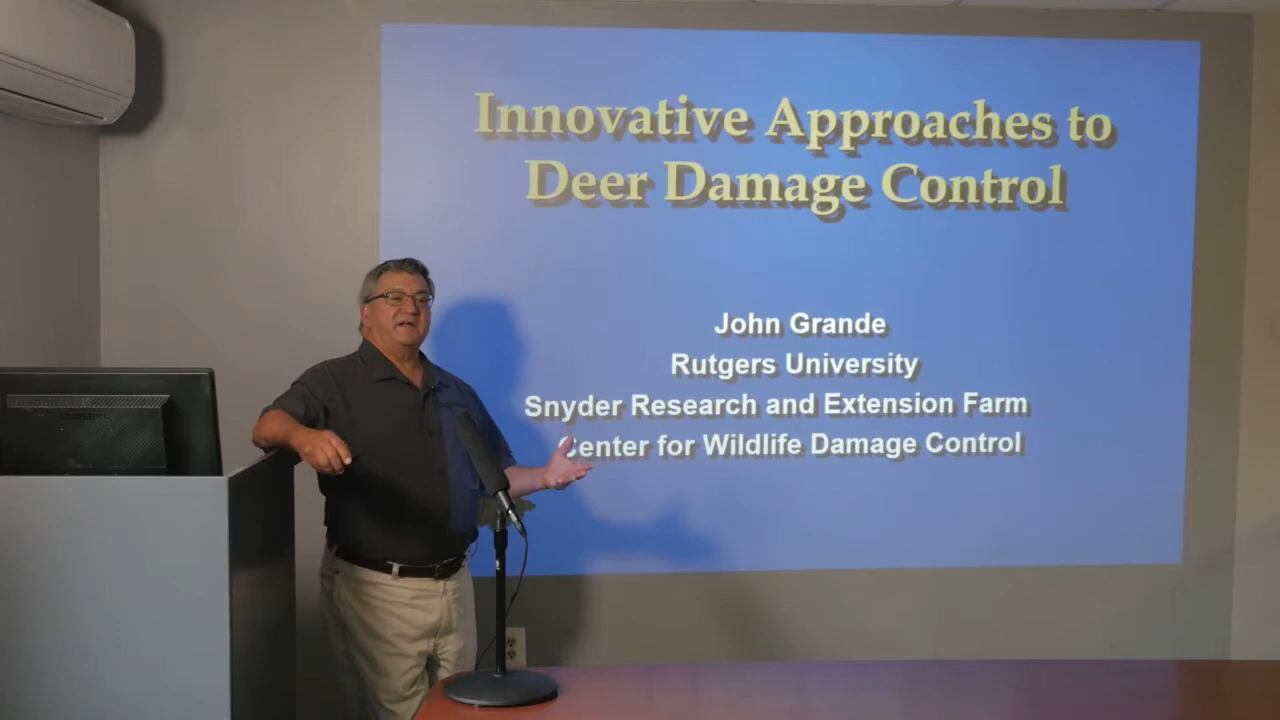 Innovative Approaches to
Deer Damage Control
John Grande
Rutgers University
Snyder Research and Extension Farm
Center for Wildlife Damage Control
SAMSUNG